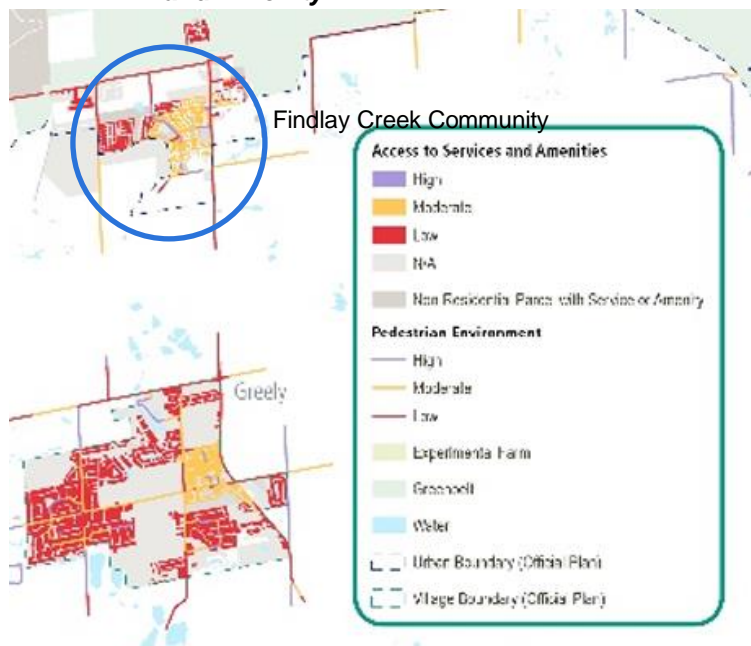 Findlay Creek Community
Access to Services and Amenities
High
Moderate
Low
N/A
Non Residential Parcel with Service or Amenity
Pedestrian Environment
High
Moderate
Low
Experimental Farm
Greenbelt
Water
Urban Boundary (Official Plan)
Village Boundary (Official Plan)
Greely